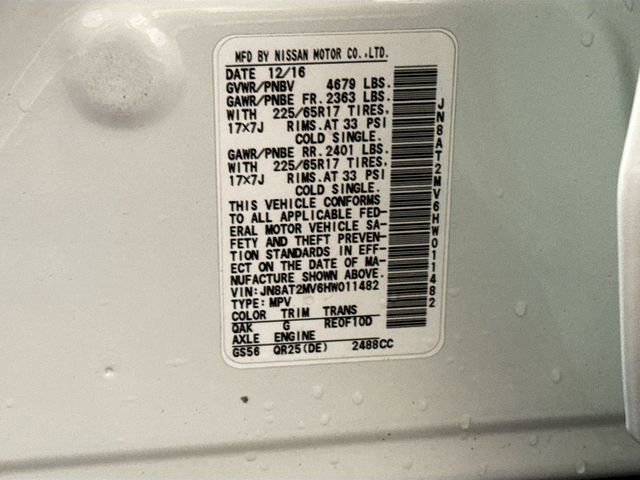 MFD BY NISSAN MOTOR CO.,LTD.
DATE 12/16
GVWR/PNBV 4679 LBS.
GAWR/PNBE FR. 2363 LBS.
WITH 225/65R17 TIRES.
17×7J RIMS. AT 33 PSI
COLD SINGLE.
GAWR/PNBE RR. 2401 LBS.
WITH 225/65R17 TIRES.
17×7J RIMS. AT 33 PSI
COLD SINGLE.
THIS VEHICLE CONFORMS
TO ALL APPLICABLE FED-
ERAL MOTOR VEHICLE SA-
FETY AND THEFT PREVEN-
TION STANDARDS IN EFF-
ECT ON THE DATE OF MA-
NUFACTURE SHOWN ABOVE.
VIN:JN8AT2MV6HW011482
TYPE:MPV
COLOR TRIM TRANS
QAK G RE0F10D
AXLE ENGINE
GS56 QR25(DE) 2488CC
JN8AT2MV6HW011482